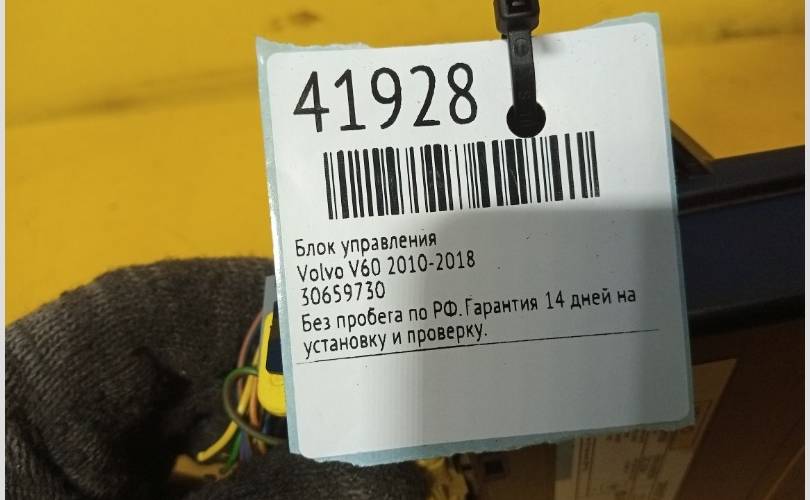 41928
Блок управления
Volvo V60 2010-2018
30659730
Без пробега по РФ. Гарантия 14 дней на
установку и проверку.